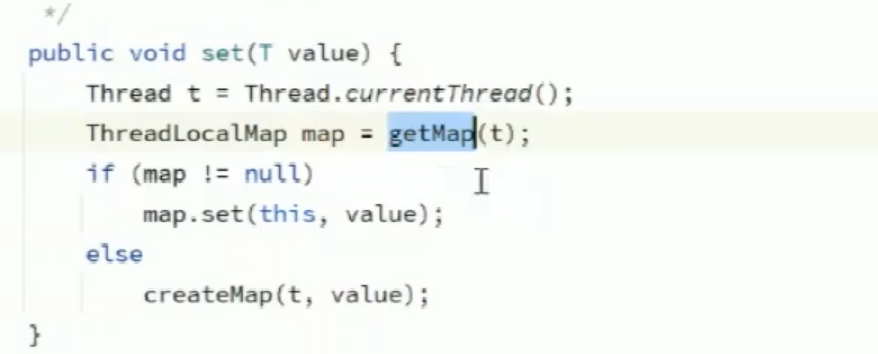 */
public void set(T value) {
Thread t = Thread.currentThread();
ThreadLocalMap map = getMap(t);
if (map != null)
map.set(this, value);
else
createMap(t, value);
}